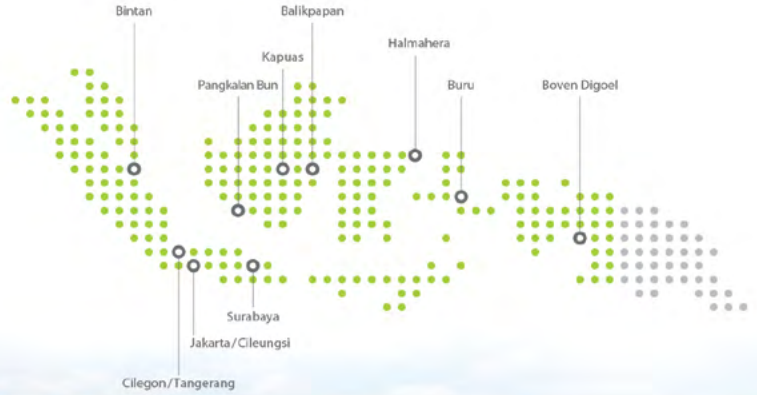 Bintan
Balikpapan
Halmahera
Kapuas
Pangkalan Bun
Buru
Boven Digoel
Surabaya
Jakarta/Cileungsi
Cilegon/Tangerang